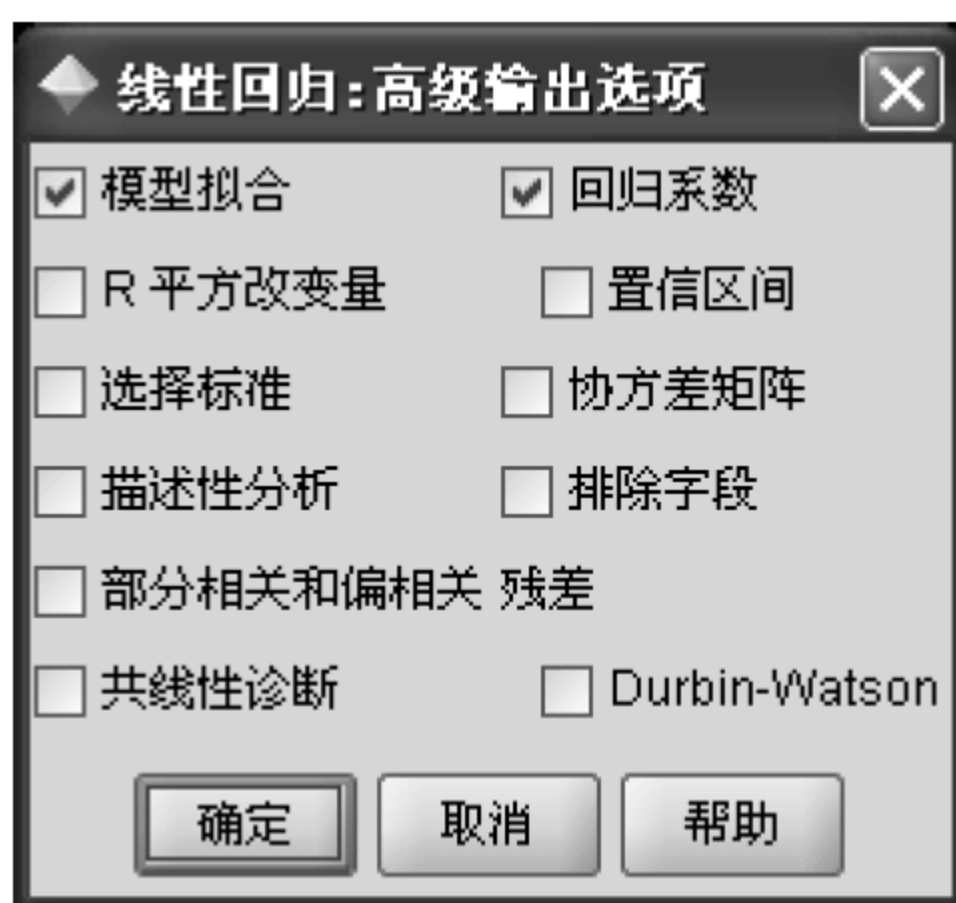 线性回归:高级输出选项
模型拟合 回归系数
R 平方改变量 置信区间
选择标准 协方差矩阵
描述性分析 排除字段
部分相关和偏相关 残差
共线性诊断 Durbin-Watson
确定 取消 帮助